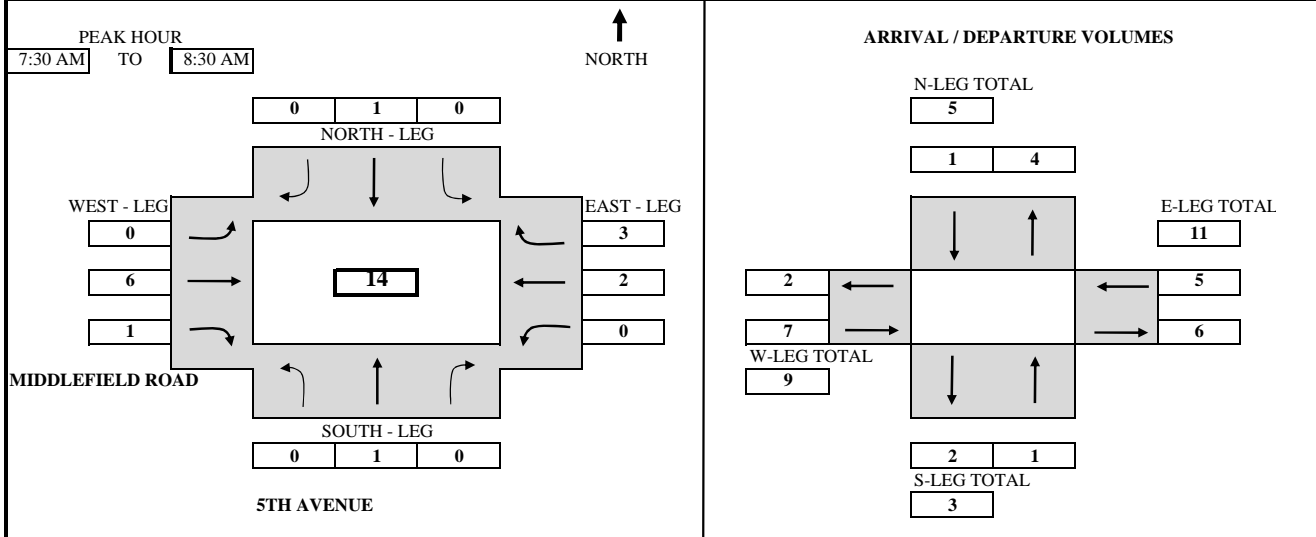 PEAK HOUR
7:30 AM TO 8:30 AM
NORTH
0 1 0
NORTH - LEG
WEST - LEG
EAST - LEG
0
3
6
14
2
1
0
MIDDLEFIELD ROAD
SOUTH - LEG
0 1 0
5TH AVENUE
ARRIVAL / DEPARTURE VOLUMES
N-LEG TOTAL
5
1 4
E-LEG TOTAL
11
2
5
7
6
W-LEG TOTAL
9
2 1
S-LEG TOTAL
3